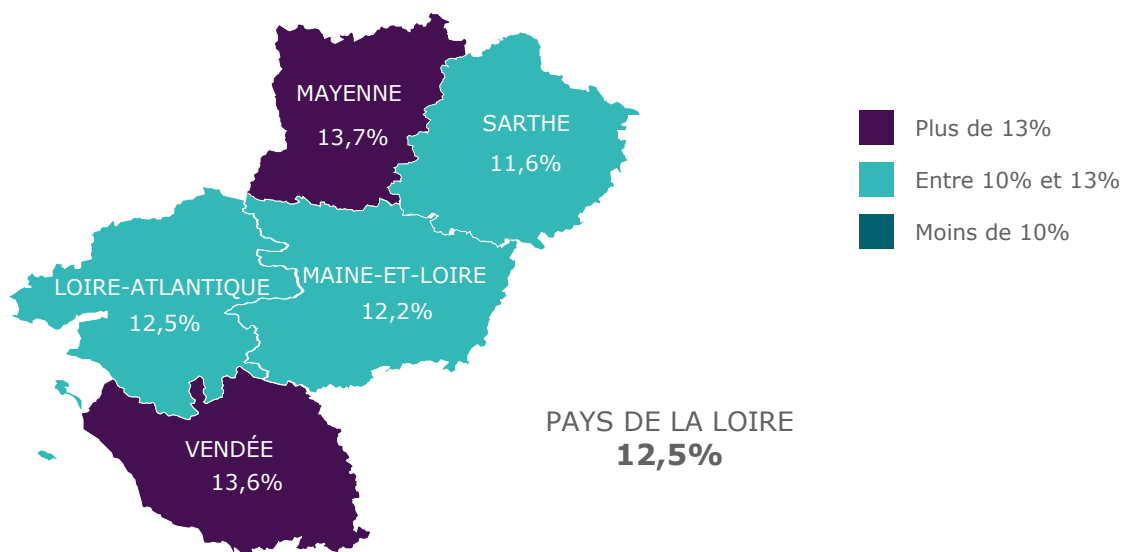 MAYENNE
13,7%
SARTHE
11,6%
LOIRE-ATLANTIQUE
12,5%
MAINE-ET-LOIRE
12,2%
VENDÉE
13,6%
PAYS DE LA LOIRE
12,5%
Plus de 13%
Entre 10% et 13%
Moins de 10%